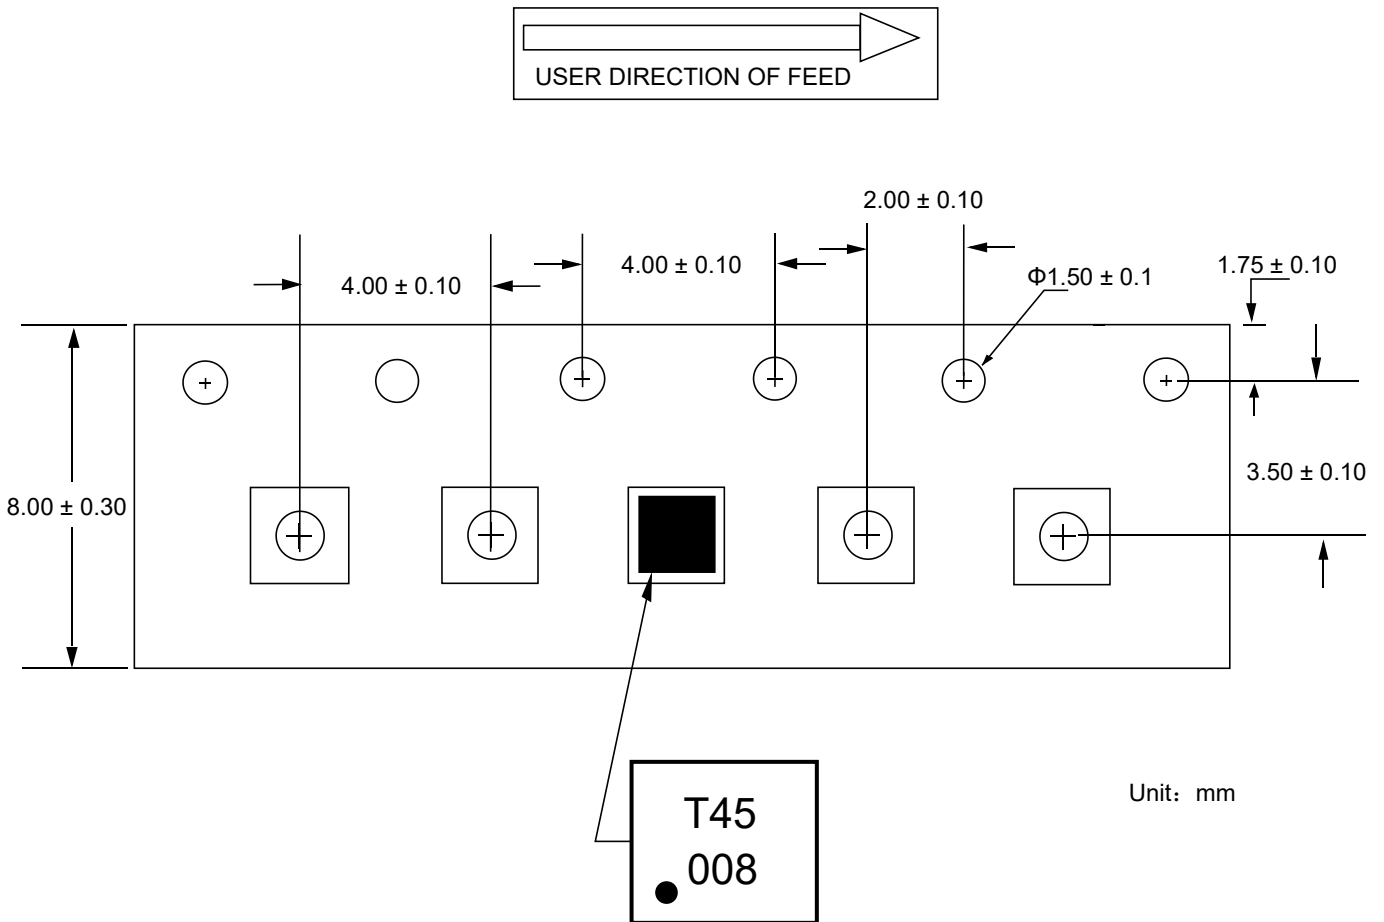 USER DIRECTION OF FEED
2.00 ± 0.10
4.00 ± 0.10
4.00 ± 0.10
Φ1.50 ± 0.1
1.75 ± 0.10
8.00 ± 0.30
3.50 ± 0.10
T45
008
Unit：mm